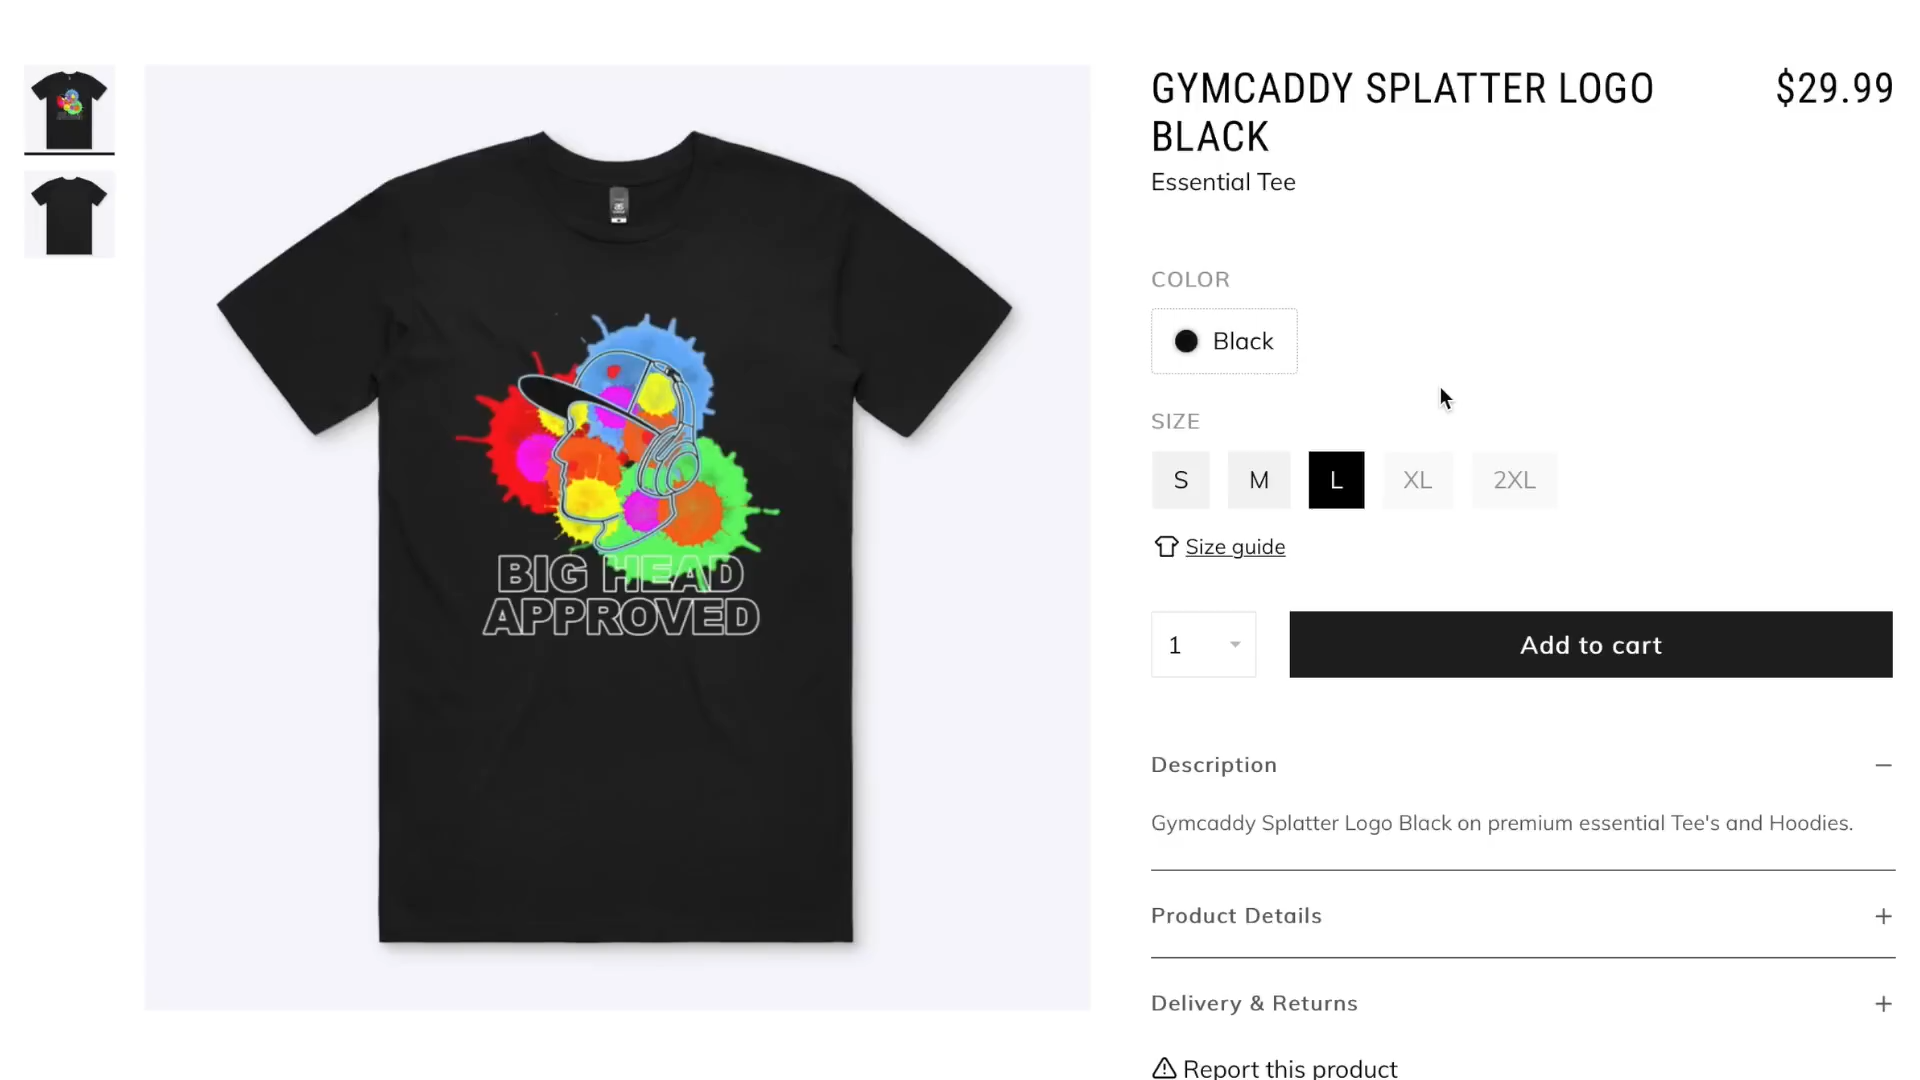 GYMCADDY SPLATTER LOGO
BLACK
$29.99
Essential Tee
COLOR
Black
SIZE
S M L XL 2XL
Size guide
1
Add to cart
BIG HEAD
APPROVED
Description
Gymcaddy Splatter Logo Black on premium essential Tee's and Hoodies.
Product Details
Delivery & Returns
Report this product